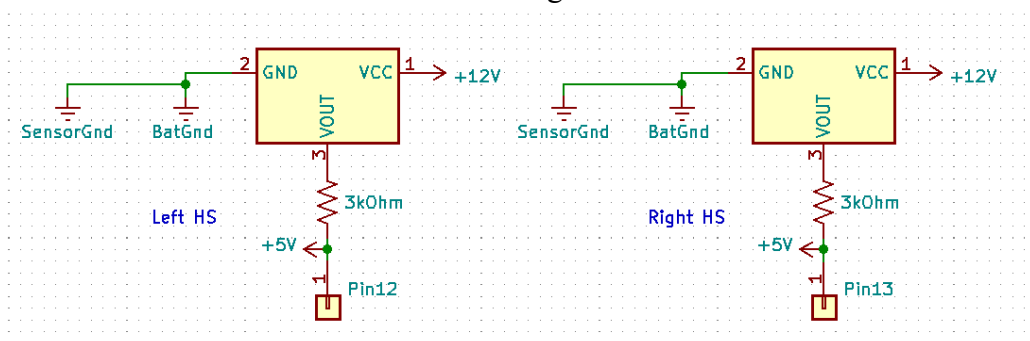 2 GND VCC 1 +12V
VOUT
SensorGnd BatGnd
3
3kOhm
Left HS
+5V
1
Pin12
2 GND VCC 1 +12V
VOUT
SensorGnd BatGnd
3
3kOhm
Right HS
+5V
1
Pin13